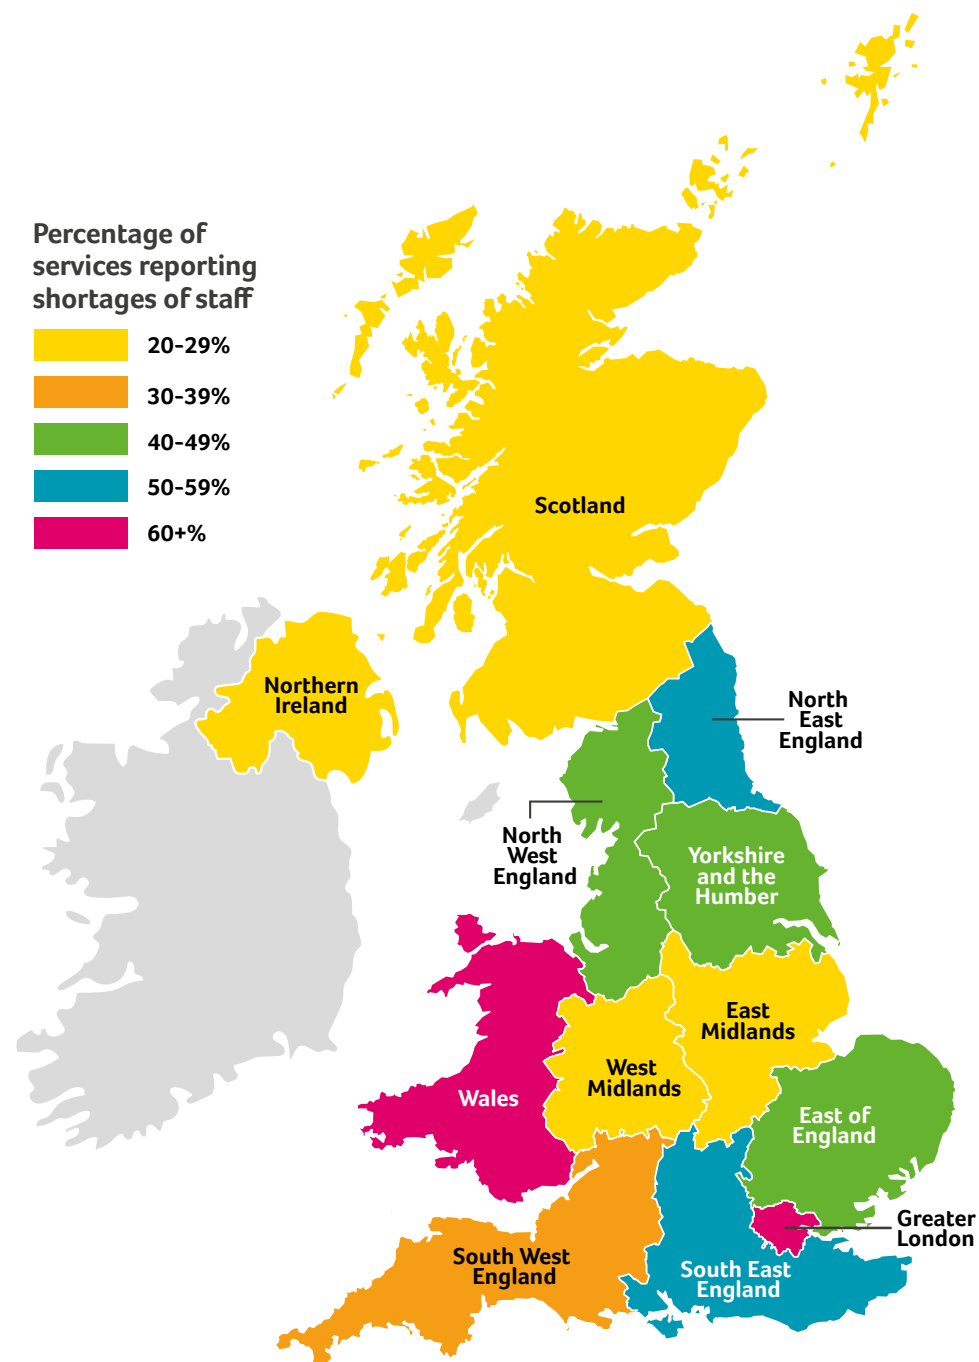 Percentage of
services reporting
shortages of staff
20-29%
30-39%
40-49%
50-59%
60+%
Scotland
Northern
Ireland
North
East
England
North
West
England
Yorkshire
and the
Humber
East
Midlands
West
Midlands
Wales
East of
England
Greater
London
South West
England
South East
England